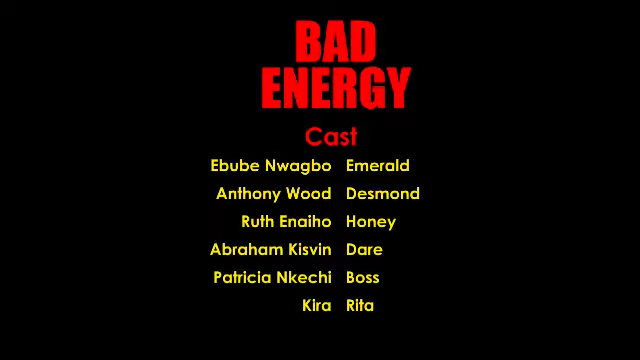 BAD
ENERGY
Cast
Ebube Nwagbo Emerald
Anthony Wood Desmond
Ruth Enaiho Honey
Abraham Kisvin Dare
Patricia Nkechi Boss
Kira Rita